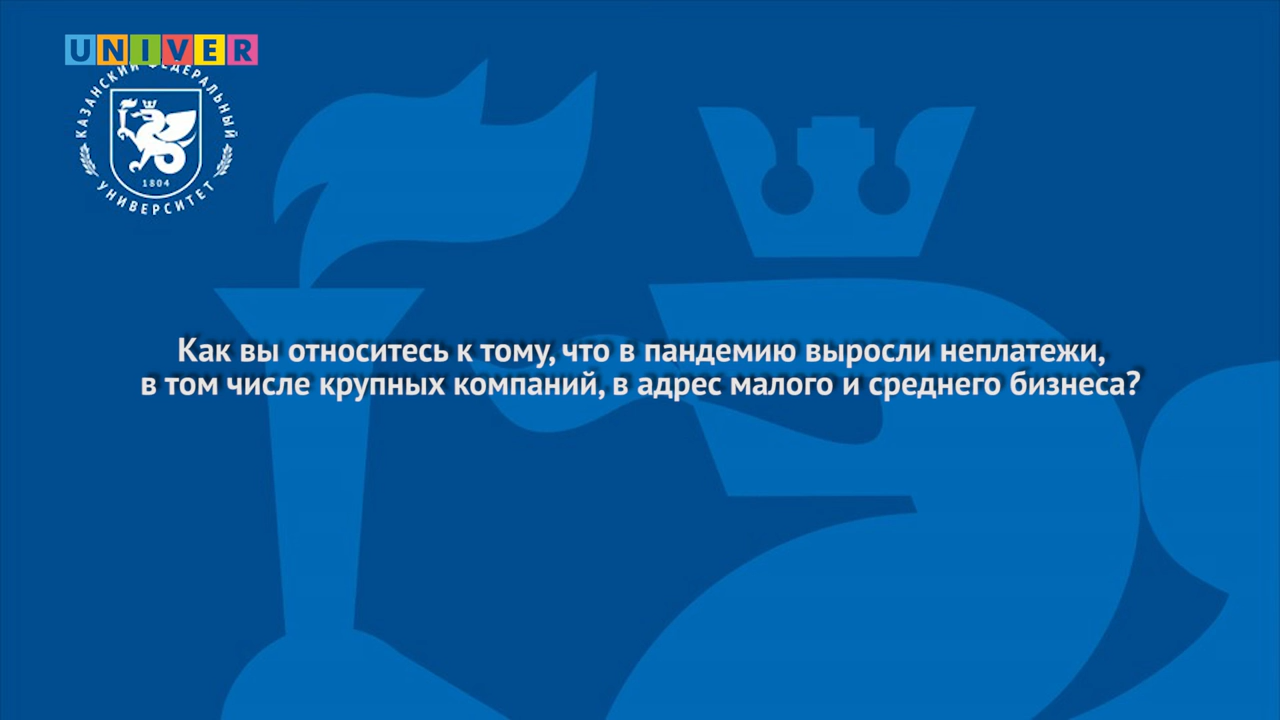 UNIVER
КАЗАНСКИЙ ФЕДЕРАЛЬНЫЙ
1804
УНИВЕРСИТЕТ
Как вы относитесь к тому, что в пандемию выросли неплатежи,
в том числе крупных компаний, в адрес малого и среднего бизнеса?